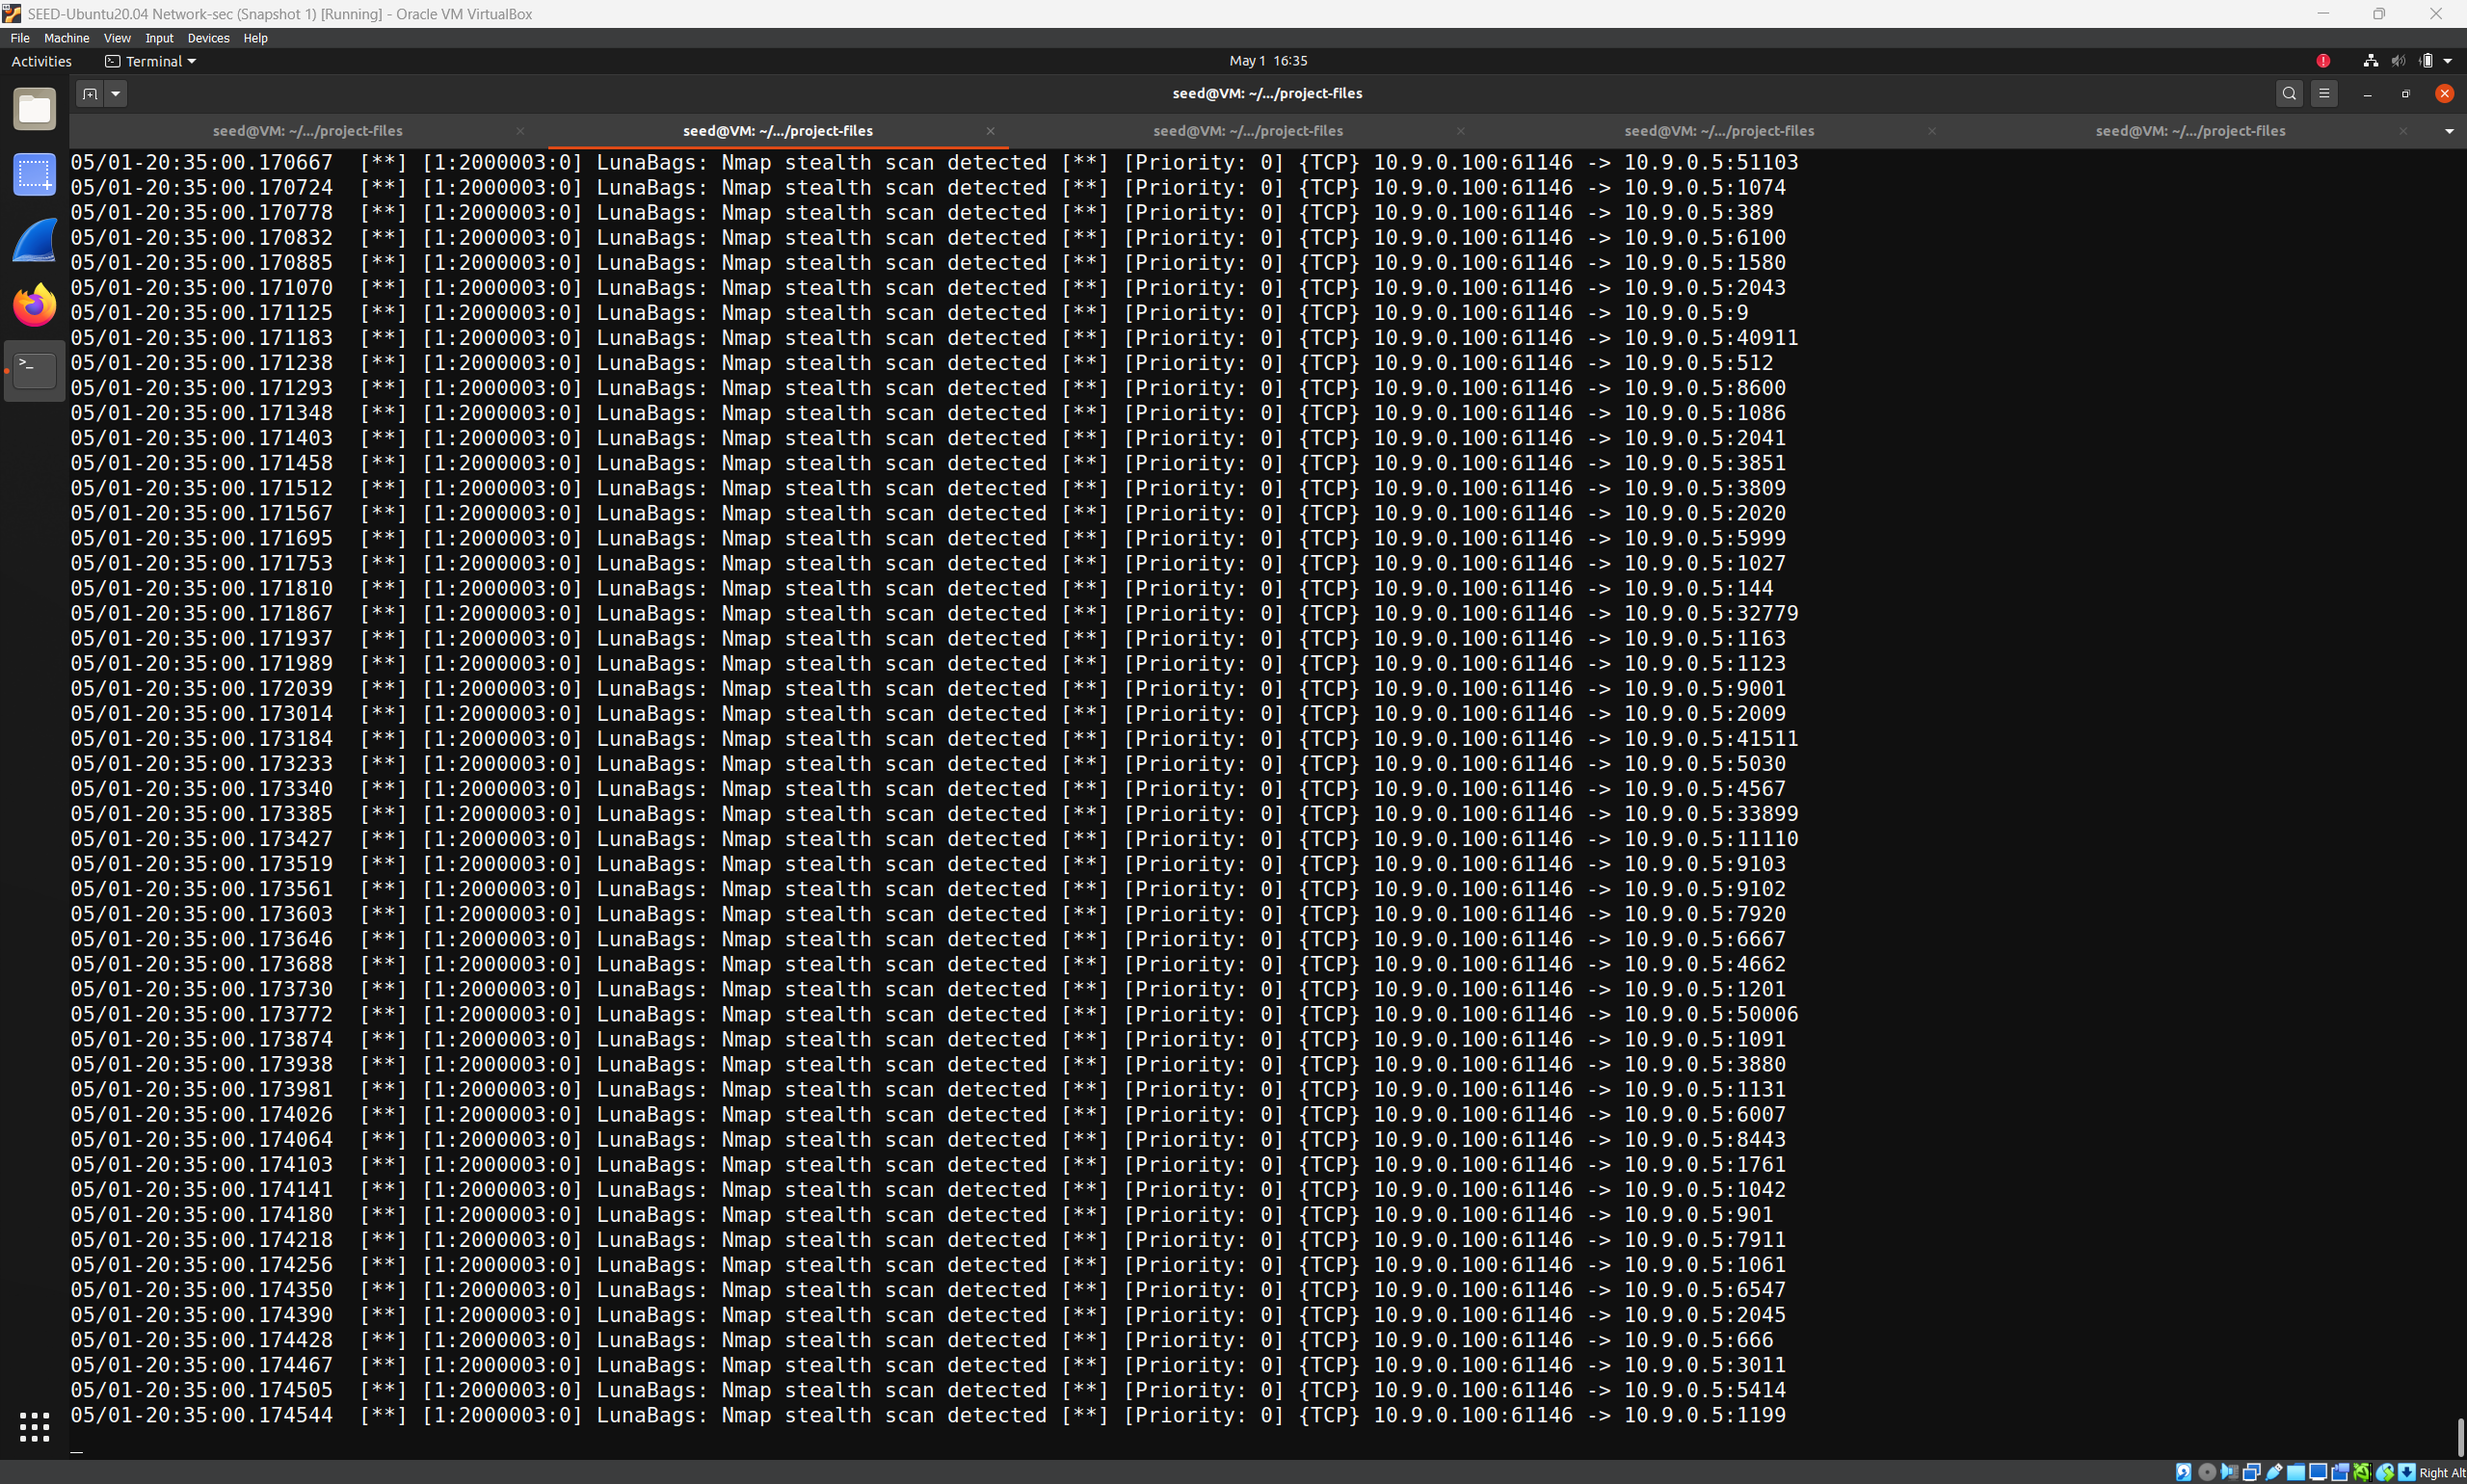 SEED-Ubuntu20.04 Network-sec (Snapshot 1) [Running] - Oracle VM VirtualBox
File Machine View Input Devices Help
Activities Terminal May 1 16:35
seed@VM: ~/.../project-files
seed@VM: ~/.../project-files seed@VM: ~/.../project-files seed@VM: ~/.../project-files seed@VM: ~/.../project-files seed@VM: ~/.../project-files
05/01-20:35:00.170667 [**] [1:2000003:0] LunaBags: Nmap stealth scan detected [**] [Priority: 0] {TCP} 10.9.0.100:61146 -> 10.9.0.5:51103
05/01-20:35:00.170724 [**] [1:2000003:0] LunaBags: Nmap stealth scan detected [**] [Priority: 0] {TCP} 10.9.0.100:61146 -> 10.9.0.5:1074
05/01-20:35:00.170778 [**] [1:2000003:0] LunaBags: Nmap stealth scan detected [**] [Priority: 0] {TCP} 10.9.0.100:61146 -> 10.9.0.5:389
05/01-20:35:00.170832 [**] [1:2000003:0] LunaBags: Nmap stealth scan detected [**] [Priority: 0] {TCP} 10.9.0.100:61146 -> 10.9.0.5:6100
05/01-20:35:00.170885 [**] [1:2000003:0] LunaBags: Nmap stealth scan detected [**] [Priority: 0] {TCP} 10.9.0.100:61146 -> 10.9.0.5:1580
05/01-20:35:00.171070 [**] [1:2000003:0] LunaBags: Nmap stealth scan detected [**] [Priority: 0] {TCP} 10.9.0.100:61146 -> 10.9.0.5:2043
05/01-20:35:00.171125 [**] [1:2000003:0] LunaBags: Nmap stealth scan detected [**] [Priority: 0] {TCP} 10.9.0.100:61146 -> 10.9.0.5:9
05/01-20:35:00.171183 [**] [1:2000003:0] LunaBags: Nmap stealth scan detected [**] [Priority: 0] {TCP} 10.9.0.100:61146 -> 10.9.0.5:40911
05/01-20:35:00.171238 [**] [1:2000003:0] LunaBags: Nmap stealth scan detected [**] [Priority: 0] {TCP} 10.9.0.100:61146 -> 10.9.0.5:512
05/01-20:35:00.171293 [**] [1:2000003:0] LunaBags: Nmap stealth scan detected [**] [Priority: 0] {TCP} 10.9.0.100:61146 -> 10.9.0.5:8600
05/01-20:35:00.171348 [**] [1:2000003:0] LunaBags: Nmap stealth scan detected [**] [Priority: 0] {TCP} 10.9.0.100:61146 -> 10.9.0.5:1086
05/01-20:35:00.171403 [**] [1:2000003:0] LunaBags: Nmap stealth scan detected [**] [Priority: 0] {TCP} 10.9.0.100:61146 -> 10.9.0.5:2041
05/01-20:35:00.171458 [**] [1:2000003:0] LunaBags: Nmap stealth scan detected [**] [Priority: 0] {TCP} 10.9.0.100:61146 -> 10.9.0.5:3851
05/01-20:35:00.171512 [**] [1:2000003:0] LunaBags: Nmap stealth scan detected [**] [Priority: 0] {TCP} 10.9.0.100:61146 -> 10.9.0.5:3809
05/01-20:35:00.171567 [**] [1:2000003:0] LunaBags: Nmap stealth scan detected [**] [Priority: 0] {TCP} 10.9.0.100:61146 -> 10.9.0.5:2020
05/01-20:35:00.171695 [**] [1:2000003:0] LunaBags: Nmap stealth scan detected [**] [Priority: 0] {TCP} 10.9.0.100:61146 -> 10.9.0.5:5999
05/01-20:35:00.171753 [**] [1:2000003:0] LunaBags: Nmap stealth scan detected [**] [Priority: 0] {TCP} 10.9.0.100:61146 -> 10.9.0.5:1027
05/01-20:35:00.171810 [**] [1:2000003:0] LunaBags: Nmap stealth scan detected [**] [Priority: 0] {TCP} 10.9.0.100:61146 -> 10.9.0.5:144
05/01-20:35:00.171867 [**] [1:2000003:0] LunaBags: Nmap stealth scan detected [**] [Priority: 0] {TCP} 10.9.0.100:61146 -> 10.9.0.5:32779
05/01-20:35:00.171937 [**] [1:2000003:0] LunaBags: Nmap stealth scan detected [**] [Priority: 0] {TCP} 10.9.0.100:61146 -> 10.9.0.5:1163
05/01-20:35:00.171989 [**] [1:2000003:0] LunaBags: Nmap stealth scan detected [**] [Priority: 0] {TCP} 10.9.0.100:61146 -> 10.9.0.5:1123
05/01-20:35:00.172039 [**] [1:2000003:0] LunaBags: Nmap stealth scan detected [**] [Priority: 0] {TCP} 10.9.0.100:61146 -> 10.9.0.5:9001
05/01-20:35:00.173014 [**] [1:2000003:0] LunaBags: Nmap stealth scan detected [**] [Priority: 0] {TCP} 10.9.0.100:61146 -> 10.9.0.5:2009
05/01-20:35:00.173184 [**] [1:2000003:0] LunaBags: Nmap stealth scan detected [**] [Priority: 0] {TCP} 10.9.0.100:61146 -> 10.9.0.5:41511
05/01-20:35:00.173233 [**] [1:2000003:0] LunaBags: Nmap stealth scan detected [**] [Priority: 0] {TCP} 10.9.0.100:61146 -> 10.9.0.5:5030
05/01-20:35:00.173340 [**] [1:2000003:0] LunaBags: Nmap stealth scan detected [**] [Priority: 0] {TCP} 10.9.0.100:61146 -> 10.9.0.5:4567
05/01-20:35:00.173385 [**] [1:2000003:0] LunaBags: Nmap stealth scan detected [**] [Priority: 0] {TCP} 10.9.0.100:61146 -> 10.9.0.5:33899
05/01-20:35:00.173427 [**] [1:2000003:0] LunaBags: Nmap stealth scan detected [**] [Priority: 0] {TCP} 10.9.0.100:61146 -> 10.9.0.5:11110
05/01-20:35:00.173519 [**] [1:2000003:0] LunaBags: Nmap stealth scan detected [**] [Priority: 0] {TCP} 10.9.0.100:61146 -> 10.9.0.5:9103
05/01-20:35:00.173561 [**] [1:2000003:0] LunaBags: Nmap stealth scan detected [**] [Priority: 0] {TCP} 10.9.0.100:61146 -> 10.9.0.5:9102
05/01-20:35:00.173603 [**] [1:2000003:0] LunaBags: Nmap stealth scan detected [**] [Priority: 0] {TCP} 10.9.0.100:61146 -> 10.9.0.5:7920
05/01-20:35:00.173646 [**] [1:2000003:0] LunaBags: Nmap stealth scan detected [**] [Priority: 0] {TCP} 10.9.0.100:61146 -> 10.9.0.5:6667
05/01-20:35:00.173688 [**] [1:2000003:0] LunaBags: Nmap stealth scan detected [**] [Priority: 0] {TCP} 10.9.0.100:61146 -> 10.9.0.5:4662
05/01-20:35:00.173730 [**] [1:2000003:0] LunaBags: Nmap stealth scan detected [**] [Priority: 0] {TCP} 10.9.0.100:61146 -> 10.9.0.5:1201
05/01-20:35:00.173772 [**] [1:2000003:0] LunaBags: Nmap stealth scan detected [**] [Priority: 0] {TCP} 10.9.0.100:61146 -> 10.9.0.5:50006
05/01-20:35:00.173874 [**] [1:2000003:0] LunaBags: Nmap stealth scan detected [**] [Priority: 0] {TCP} 10.9.0.100:61146 -> 10.9.0.5:1091
05/01-20:35:00.173938 [**] [1:2000003:0] LunaBags: Nmap stealth scan detected [**] [Priority: 0] {TCP} 10.9.0.100:61146 -> 10.9.0.5:3880
05/01-20:35:00.173981 [**] [1:2000003:0] LunaBags: Nmap stealth scan detected [**] [Priority: 0] {TCP} 10.9.0.100:61146 -> 10.9.0.5:1131
05/01-20:35:00.174026 [**] [1:2000003:0] LunaBags: Nmap stealth scan detected [**] [Priority: 0] {TCP} 10.9.0.100:61146 -> 10.9.0.5:6007
05/01-20:35:00.174064 [**] [1:2000003:0] LunaBags: Nmap stealth scan detected [**] [Priority: 0] {TCP} 10.9.0.100:61146 -> 10.9.0.5:8443
05/01-20:35:00.174103 [**] [1:2000003:0] LunaBags: Nmap stealth scan detected [**] [Priority: 0] {TCP} 10.9.0.100:61146 -> 10.9.0.5:1761
05/01-20:35:00.174141 [**] [1:2000003:0] LunaBags: Nmap stealth scan detected [**] [Priority: 0] {TCP} 10.9.0.100:61146 -> 10.9.0.5:1042
05/01-20:35:00.174180 [**] [1:2000003:0] LunaBags: Nmap stealth scan detected [**] [Priority: 0] {TCP} 10.9.0.100:61146 -> 10.9.0.5:901
05/01-20:35:00.174218 [**] [1:2000003:0] LunaBags: Nmap stealth scan detected [**] [Priority: 0] {TCP} 10.9.0.100:61146 -> 10.9.0.5:7911
05/01-20:35:00.174256 [**] [1:2000003:0] LunaBags: Nmap stealth scan detected [**] [Priority: 0] {TCP} 10.9.0.100:61146 -> 10.9.0.5:1061
05/01-20:35:00.174350 [**] [1:2000003:0] LunaBags: Nmap stealth scan detected [**] [Priority: 0] {TCP} 10.9.0.100:61146 -> 10.9.0.5:6547
05/01-20:35:00.174390 [**] [1:2000003:0] LunaBags: Nmap stealth scan detected [**] [Priority: 0] {TCP} 10.9.0.100:61146 -> 10.9.0.5:2045
05/01-20:35:00.174428 [**] [1:2000003:0] LunaBags: Nmap stealth scan detected [**] [Priority: 0] {TCP} 10.9.0.100:61146 -> 10.9.0.5:666
05/01-20:35:00.174467 [**] [1:2000003:0] LunaBags: Nmap stealth scan detected [**] [Priority: 0] {TCP} 10.9.0.100:61146 -> 10.9.0.5:3011
05/01-20:35:00.174505 [**] [1:2000003:0] LunaBags: Nmap stealth scan detected [**] [Priority: 0] {TCP} 10.9.0.100:61146 -> 10.9.0.5:5414
05/01-20:35:00.174544 [**] [1:2000003:0] LunaBags: Nmap stealth scan detected [**] [Priority: 0] {TCP} 10.9.0.100:61146 -> 10.9.0.5:1199
Right Alt